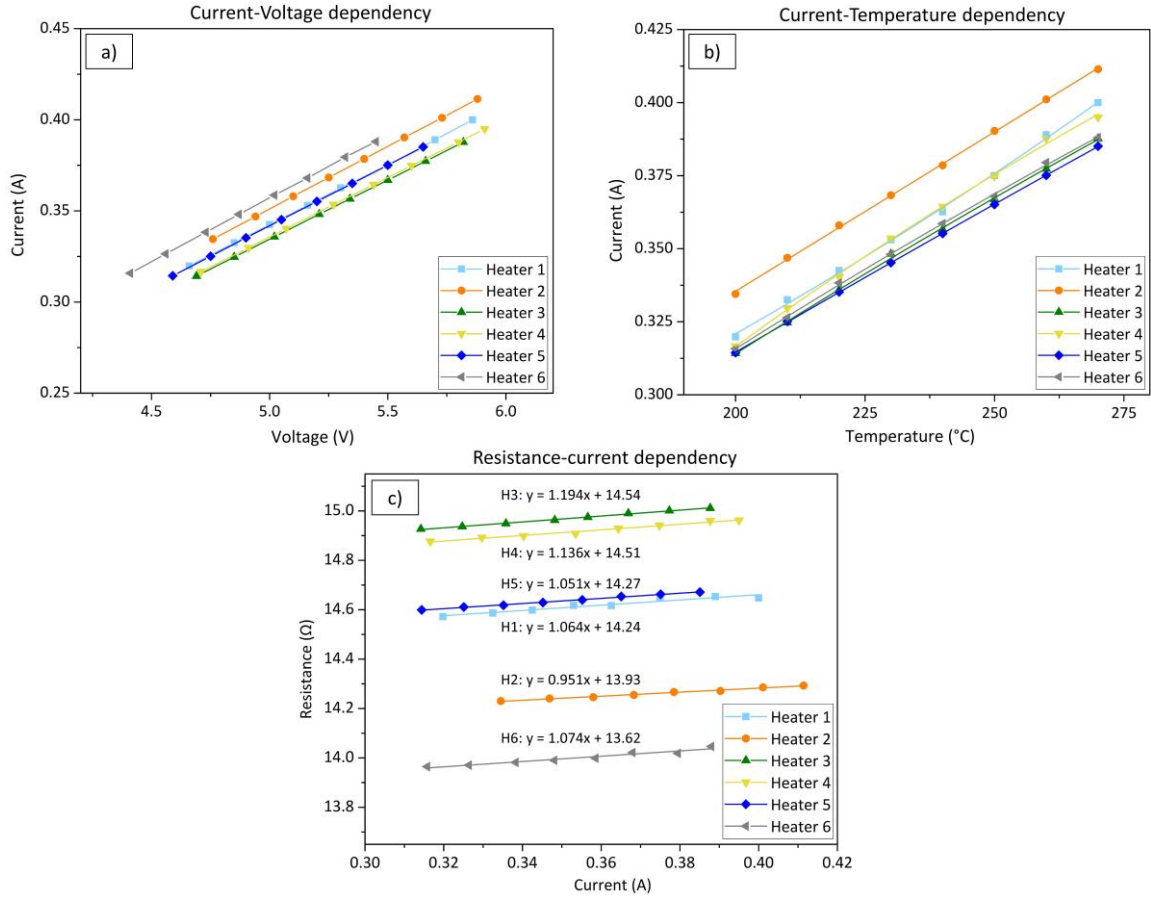 Current-Voltage dependency
a)
0.45
0.40
0.35
0.30
0.25
Current (A)
4.5
5.0
5.5
6.0
Voltage (V)
Heater 1
Heater 2
Heater 3
Heater 4
Heater 5
Heater 6
Current-Temperature dependency
b)
0.425
0.400
0.375
0.350
0.325
0.300
Current (A)
200
225
250
275
Temperature (°C)
Heater 1
Heater 2
Heater 3
Heater 4
Heater 5
Heater 6
Resistance-current dependency
c)
15.0
14.8
14.6
14.4
14.2
14.0
13.8
Resistance (Ω)
H3: y = 1.194x + 14.54
H4: y = 1.136x + 14.51
H5: y = 1.051x + 14.27
H1: y = 1.064x + 14.24
H2: y = 0.951x + 13.93
H6: y = 1.074x + 13.62
Heater 1
Heater 2
Heater 3
Heater 4
Heater 5
Heater 6
0.30
0.32
0.34
0.36
0.38
0.40
0.42
Current (A)